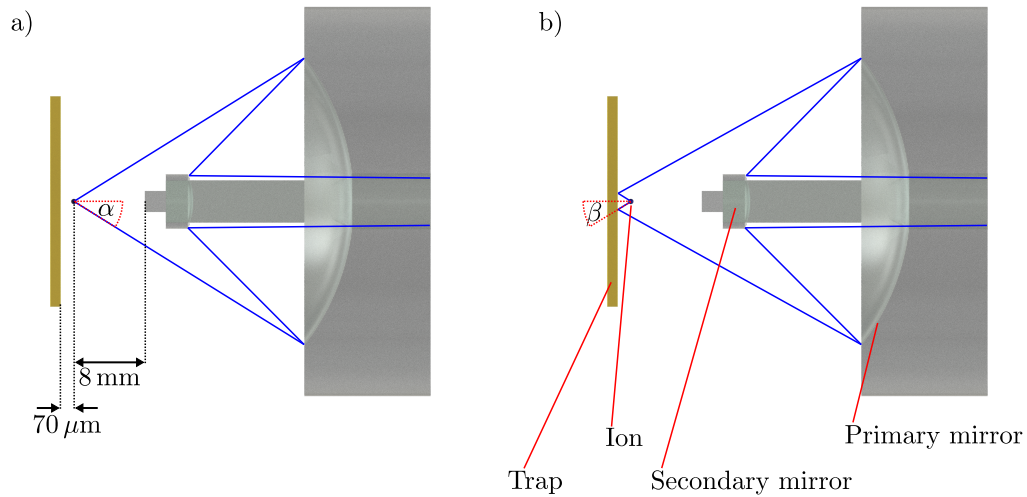 a)
b)
α
β
8 mm
70 μm
Ion
Primary mirror
Trap
Secondary mirror